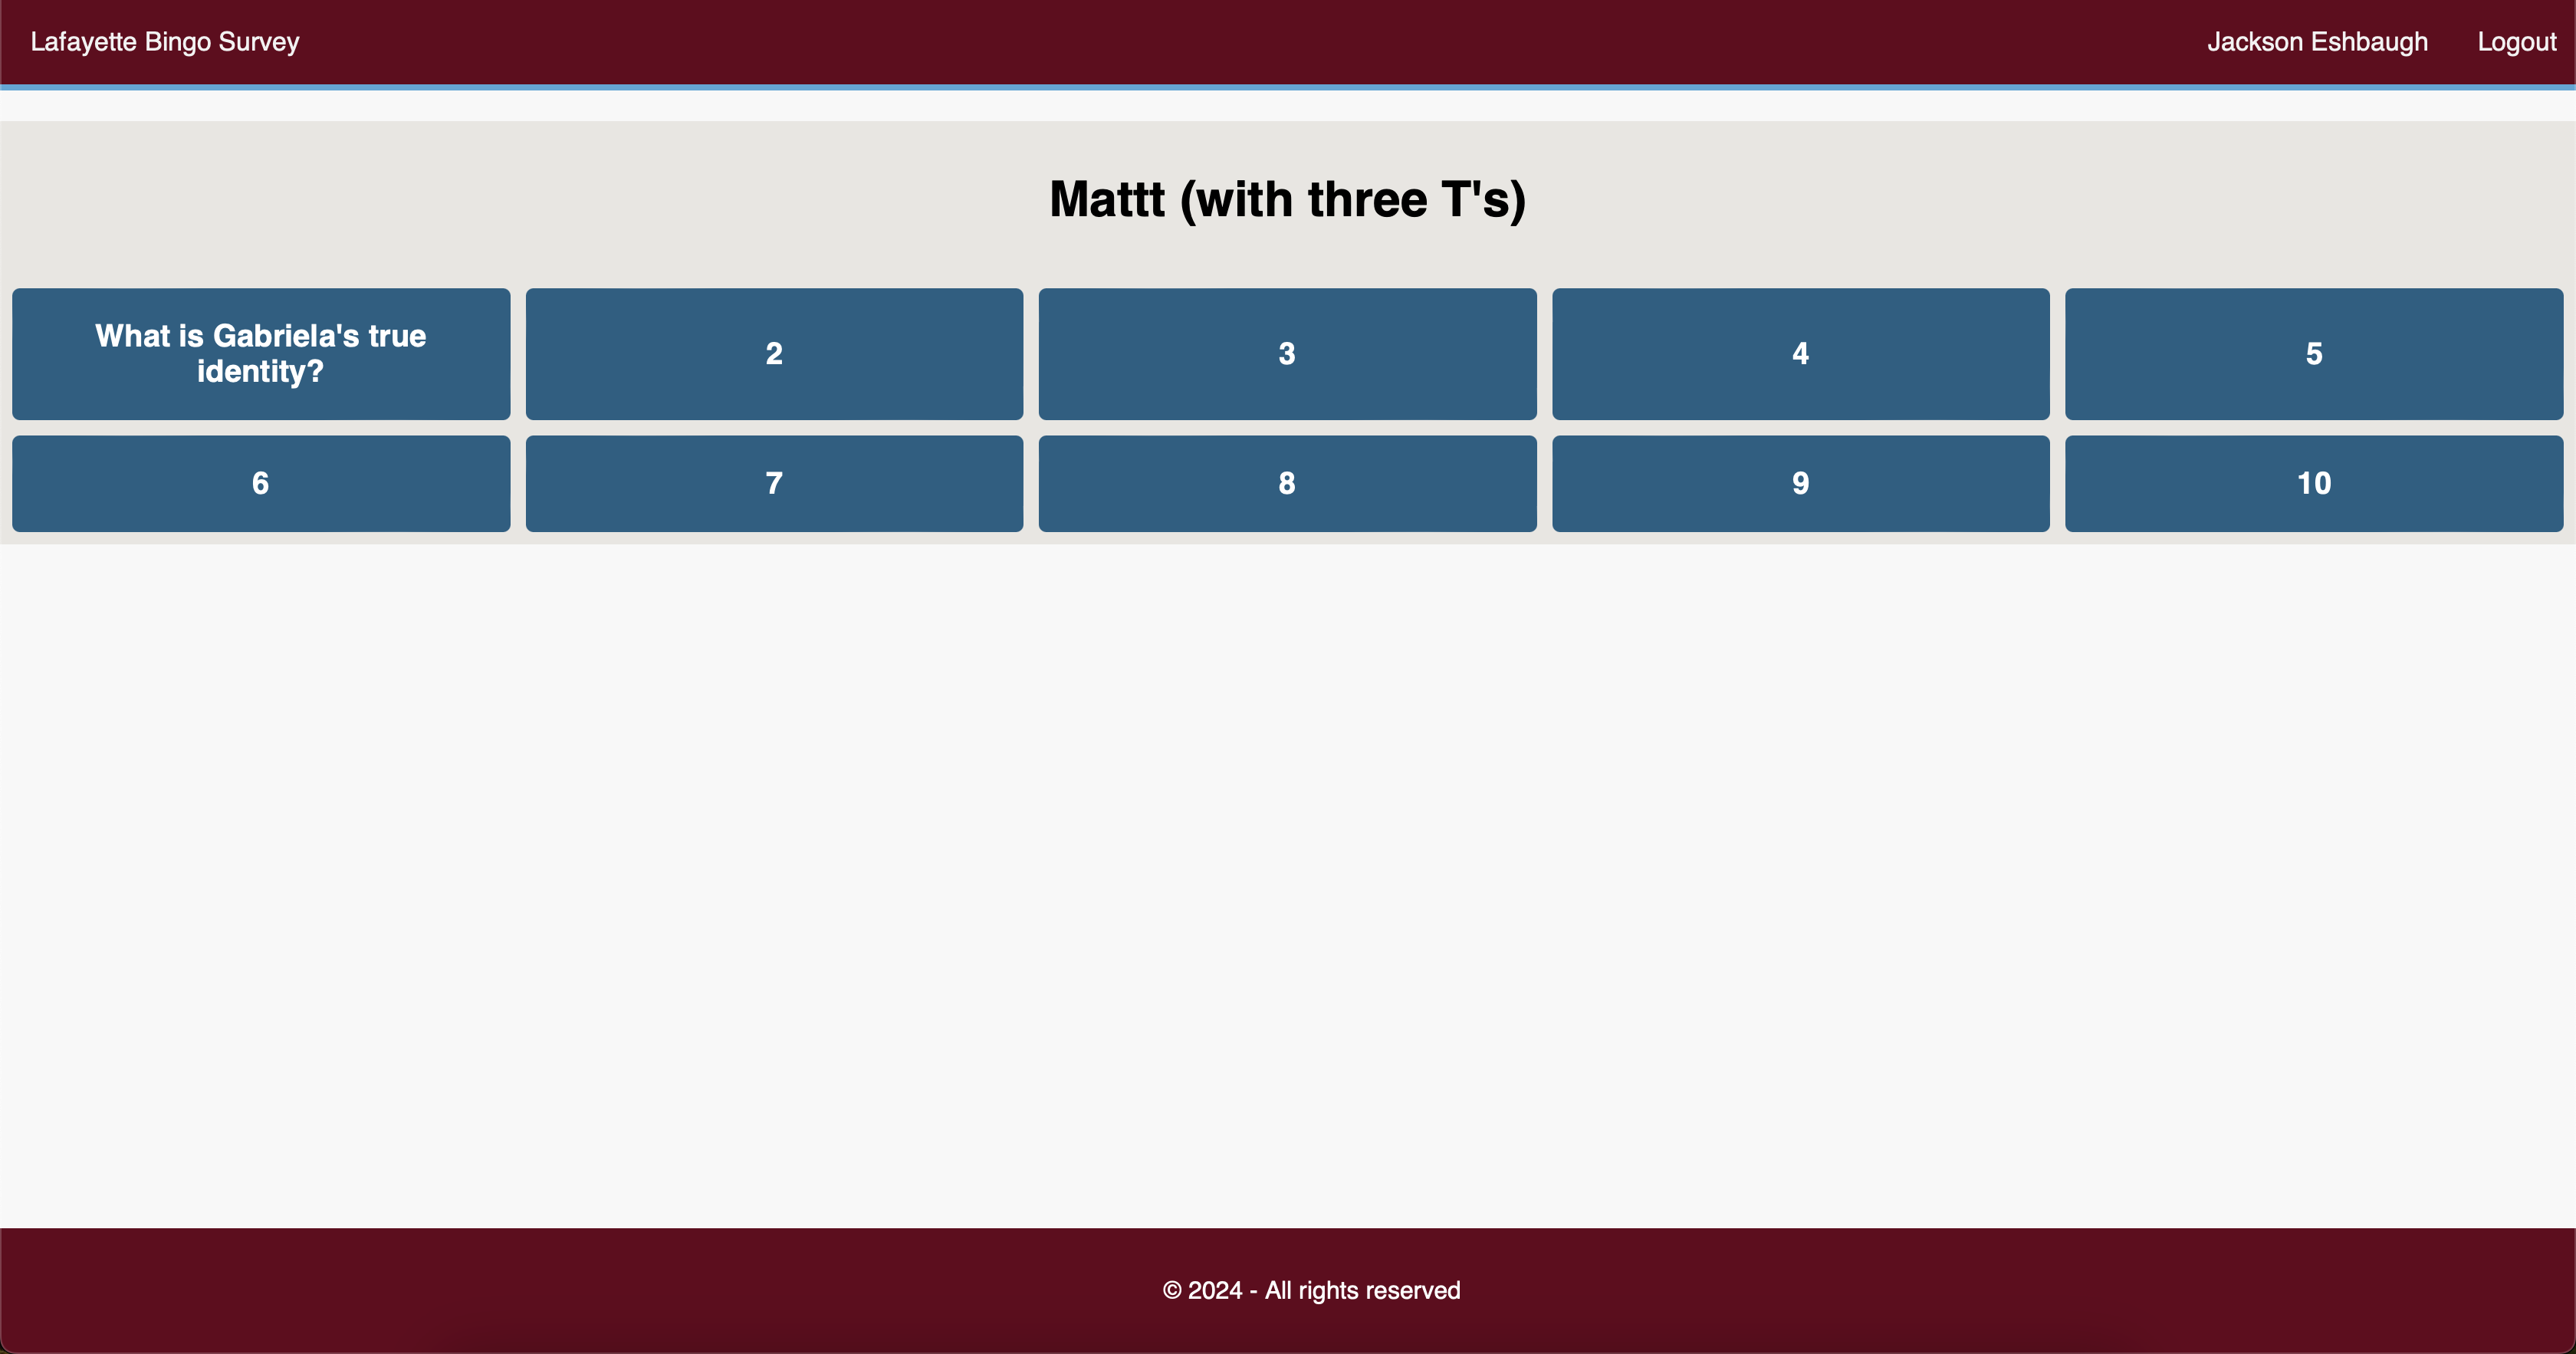 Lafayette Bingo Survey
Jackson Eshbaugh
Logout
Mattt (with three T's)
What is Gabriela's true
identity?
2
3
4
5
6
7
8
9
10
© 2024 - All rights reserved